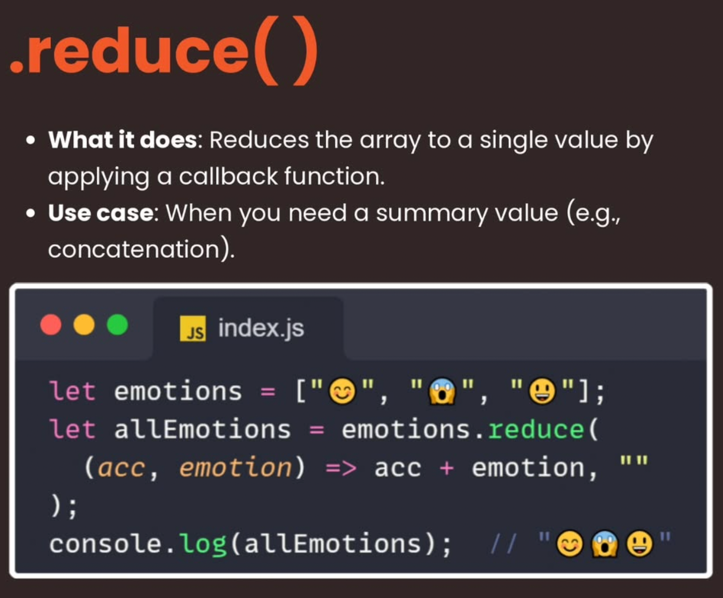 .reduce( )
• What it does: Reduces the array to a single value by
applying a callback function.
• Use case: When you need a summary value (e.g.,
concatenation).
JS index.js
let emotions = ["😊", "😱", "😃"];
let allEmotions = emotions.reduce(
  (acc, emotion) => acc + emotion, ""
);
console.log(allEmotions);  // "😊😱😃"